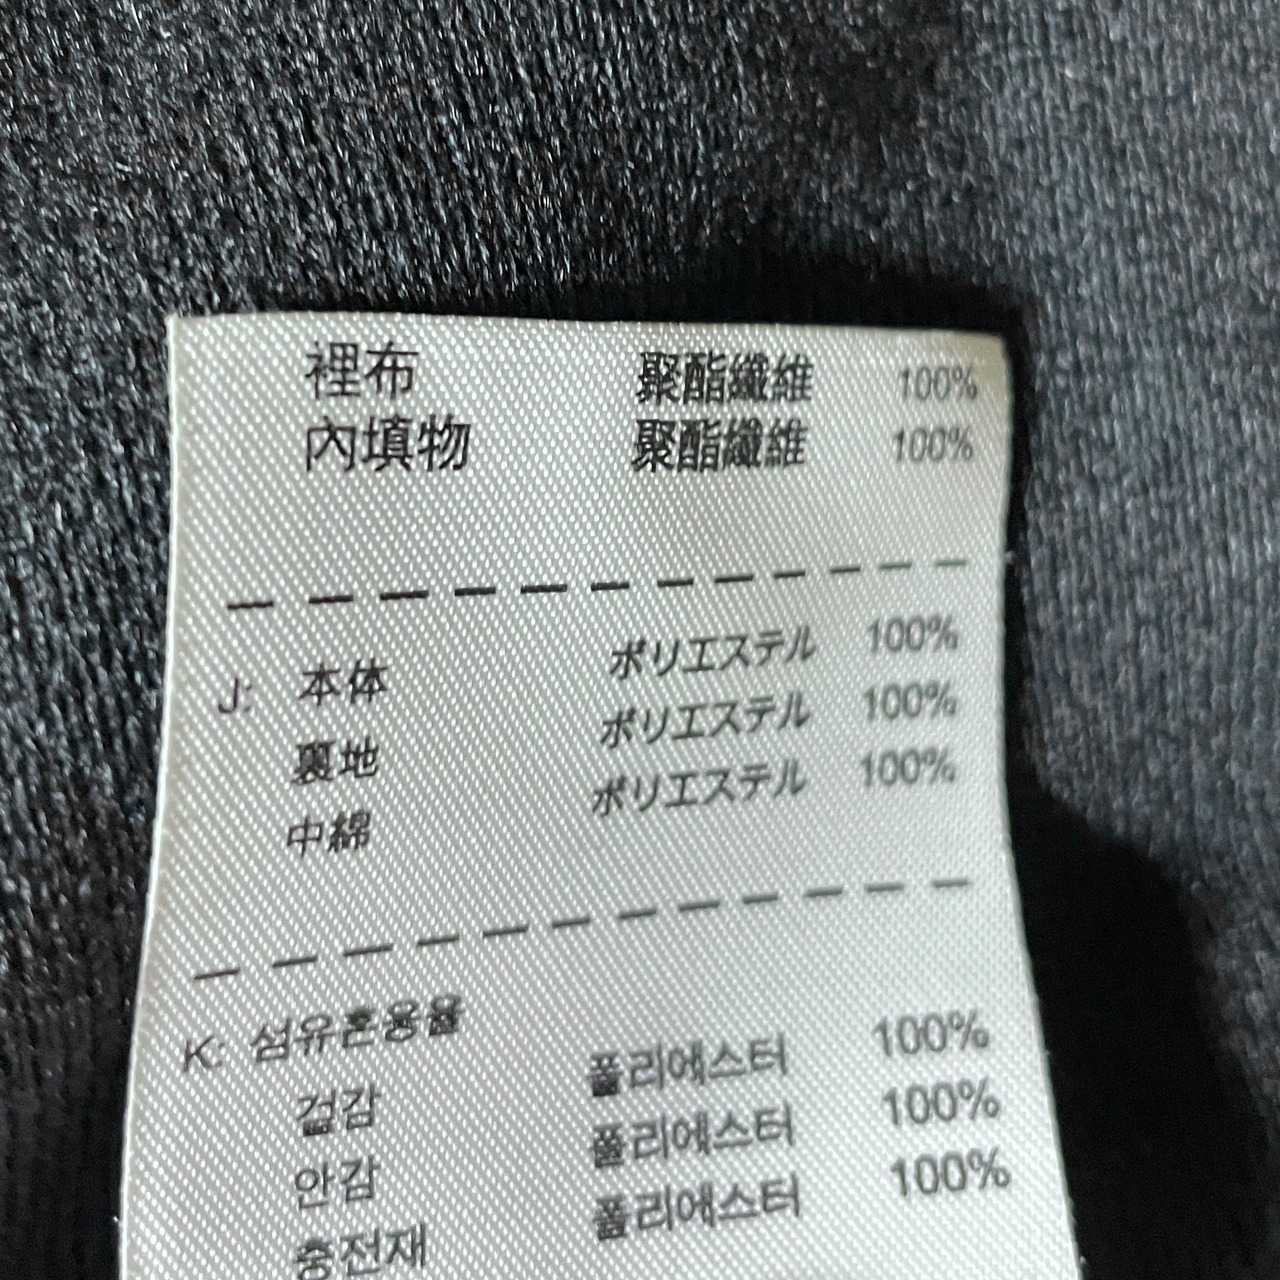 裡布 聚酯纖維 100%
內填物 聚酯纖維 100%
J: 本体 ポリエステル 100%
裏地 ポリエステル 100%
中綿 ポリエステル 100%
K: 섬유혼용율
겉감 폴리에스터 100%
안감 폴리에스터 100%
충전재 폴리에스터 100%